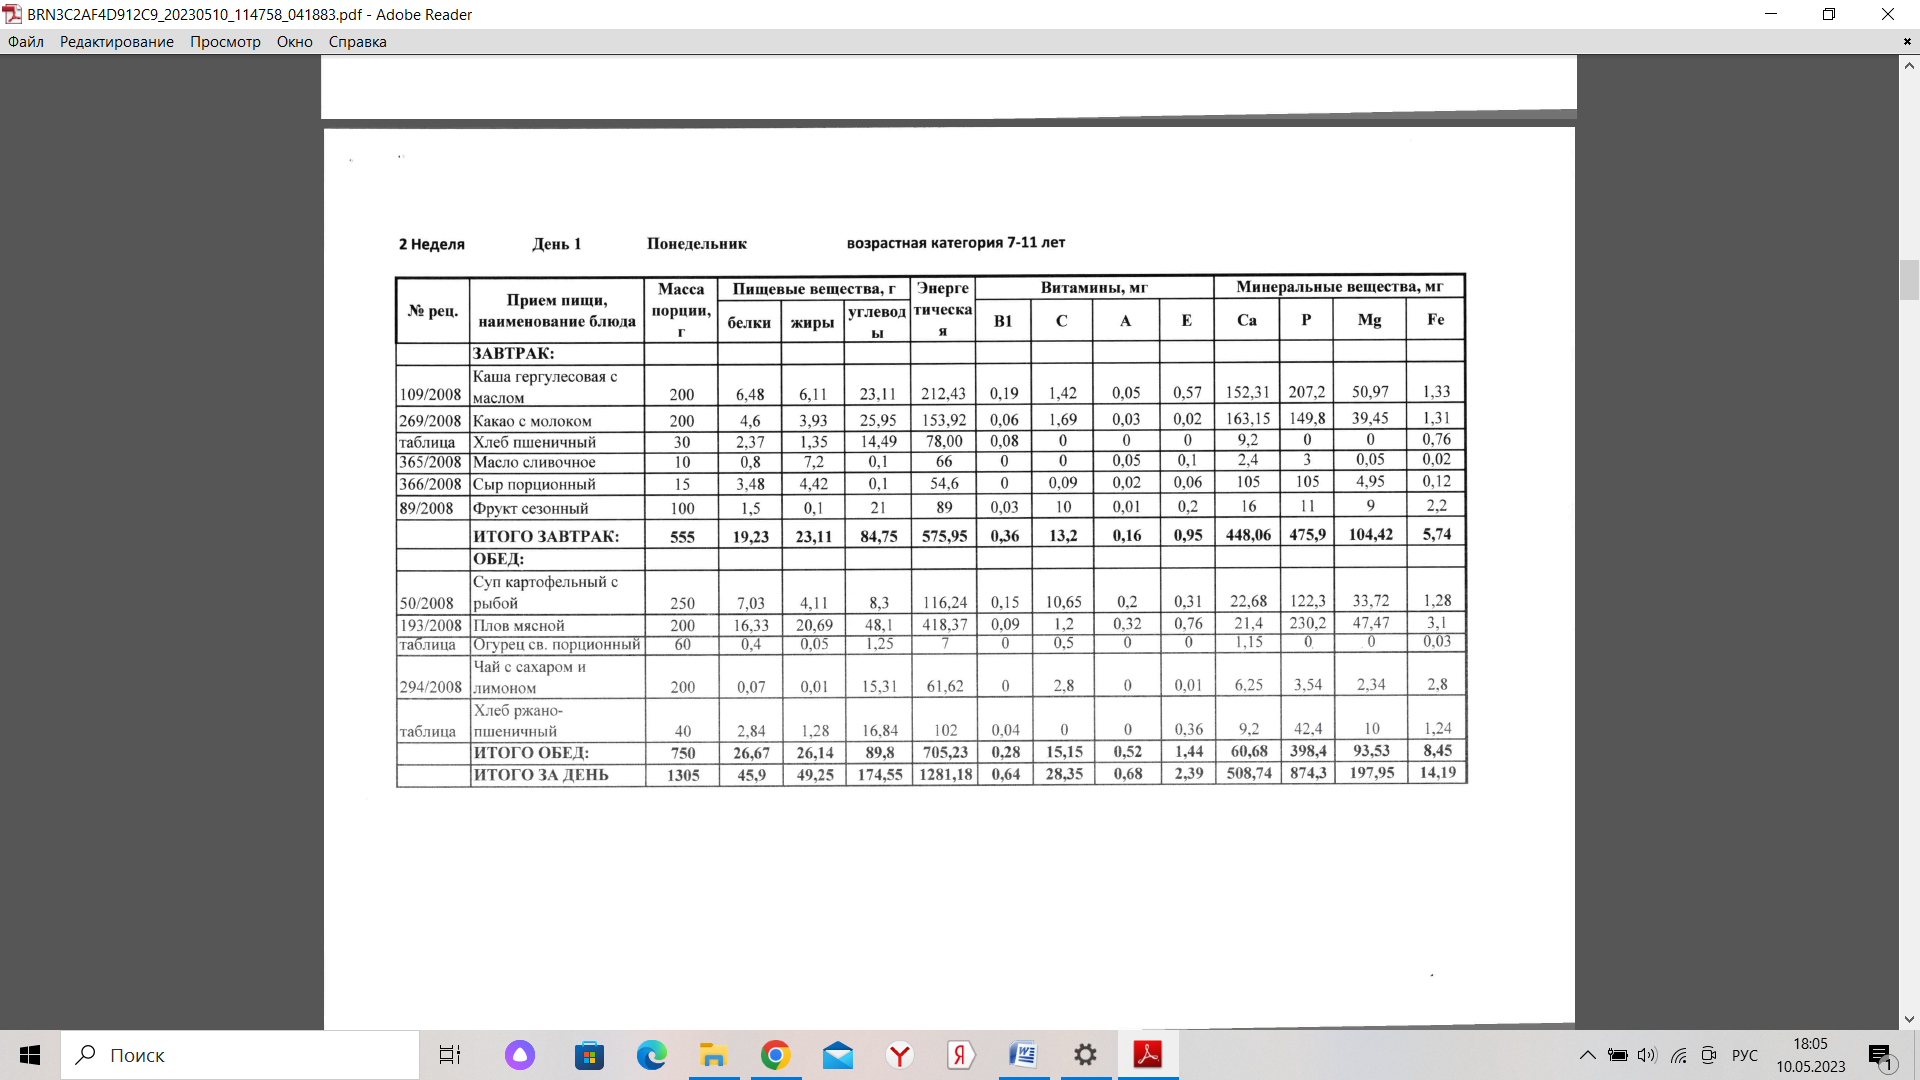 BRN3C2AF4D912C9_20230510_114758_041883.pdf - Adobe Reader
Файл Редактирование Просмотр Окно Справка
2 Неделя День 1 Понедельник возрастная категория 7-11 лет
№ рец. Прием пищи, наименование блюда Масса порции, г Пищевые вещества, г Энерге тическа я Витамины, мг Минеральные вещества, мг
белки жиры углевод ы B1 C A E Ca P Mg Fe
ЗАВТРАК:
109/2008 Каша гергулесовая с маслом 200 6,48 6,11 23,11 212,43 0,19 1,42 0,05 0,57 152,31 207,2 50,97 1,33
269/2008 Какао с молоком 200 4,6 3,93 25,95 153,92 0,06 1,69 0,03 0,02 163,15 149,8 39,45 1,31
таблица Хлеб пшеничный 30 2,37 1,35 14,49 78,00 0,08 0 0 0 9,2 0 0 0,76
365/2008 Масло сливочное 10 0,8 7,2 0,1 66 0 0 0,05 0,1 2,4 3 0,05 0,02
366/2008 Сыр порционный 15 3,48 4,42 0,1 54,6 0 0,09 0,02 0,06 105 105 4,95 0,12
89/2008 Фрукт сезонный 100 1,5 0,1 21 89 0,03 10 0,01 0,2 16 11 9 2,2
ИТОГО ЗАВТРАК: 555 19,23 23,11 84,75 575,95 0,36 13,2 0,16 0,95 448,06 475,9 104,42 5,74
ОБЕД:
50/2008 Суп картофельный с рыбой 250 7,03 4,11 8,3 116,24 0,15 10,65 0,2 0,31 22,68 122,3 33,72 1,28
193/2008 Плов мясной 200 16,33 20,69 48,1 418,37 0,09 1,2 0,32 0,76 21,4 230,2 47,47 3,1
таблица Огурец св. порционный 60 0,4 0,05 1,25 7 0 0,5 0 0 1,15 0 0 0,03
294/2008 Чай с сахаром и лимоном 200 0,07 0,01 15,31 61,62 0 2,8 0 0,01 6,25 3,54 2,34 2,8
таблица Хлеб ржано-пшеничный 40 2,84 1,28 16,84 102 0,04 0 0 0,36 9,2 42,4 10 1,24
ИТОГО ОБЕД: 750 26,67 26,14 89,8 705,23 0,28 15,15 0,52 1,44 60,68 398,4 93,53 8,45
ИТОГО ЗА ДЕНЬ 1305 45,9 49,25 174,55 1281,18 0,64 28,35 0,68 2,39 508,74 874,3 197,95 14,19
Поиск
РУС
18:05
10.05.2023
1